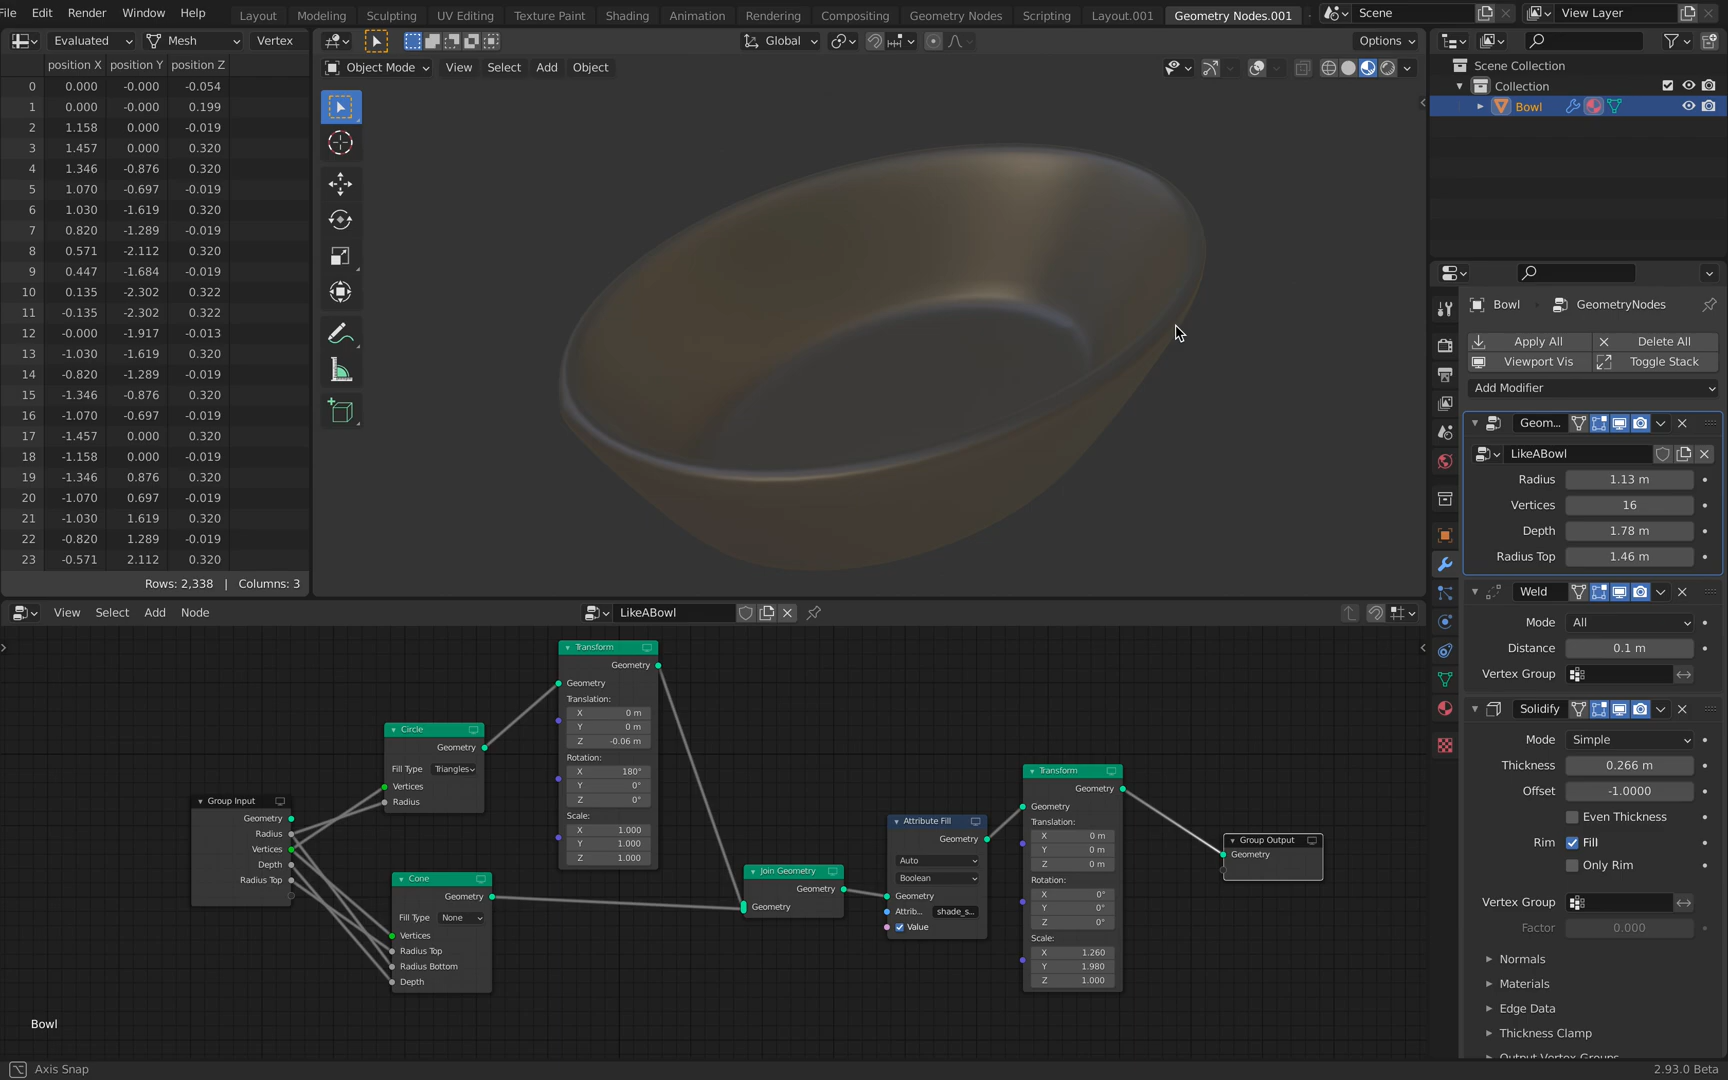 File Edit Render Window Help Layout Modeling Sculpting UV Editing Texture Paint Shading Animation Rendering Compositing Geometry Nodes Scripting Layout.001 Geometry Nodes.001 Scene View Layer
Evaluated Mesh Vertex
Global
Options
Object Mode View Select Add Object
position X position Y position Z
0 0.000 -0.000 -0.054
1 0.000 -0.000 0.199
2 1.158 0.000 -0.019
3 1.457 0.000 0.320
4 1.346 -0.876 0.320
5 1.070 -0.697 -0.019
6 1.030 -1.619 0.320
7 0.820 -1.289 -0.019
8 0.571 -2.112 0.320
9 0.447 -1.684 -0.019
10 0.135 -2.302 0.322
11 -0.135 -2.302 0.322
12 -0.000 -1.917 -0.013
13 -1.030 -1.619 0.320
14 -0.820 -1.289 -0.019
15 -1.346 -0.876 0.320
16 -1.070 -0.697 -0.019
17 -1.457 0.000 0.320
18 -1.158 0.000 -0.019
19 -1.346 0.876 0.320
20 -1.070 0.697 -0.019
21 -1.030 1.619 0.320
22 -0.820 1.289 -0.019
23 -0.571 2.112 0.320
Rows: 2,338 | Columns: 3
Scene Collection
Collection
Bowl
Bowl GeometryNodes
Apply All Delete All
Viewport Vis Toggle Stack
Add Modifier
Geom...
LikeABowl
Radius 1.13 m
Vertices 16
Depth 1.78 m
Radius Top 1.46 m
Weld
Mode All
Distance 0.1 m
Vertex Group
Solidify
Mode Simple
Thickness 0.266 m
Offset -1.0000
Even Thickness
Rim Fill
Only Rim
Vertex Group
Factor 0.000
Normals
Materials
Edge Data
Thickness Clamp
Output Vertex Groups
View Select Add Node LikeABowl
Group Input
Geometry
Radius
Vertices
Depth
Radius Top
Circle
Geometry
Fill Type Triangles
Vertices
Radius
Cone
Geometry
Fill Type None
Vertices
Radius Top
Radius Bottom
Depth
Transform
Geometry
Geometry
Translation:
X 0 m
Y 0 m
Z -0.06 m
Rotation:
X 180°
Y 0°
Z 0°
Scale:
X 1.000
Y 1.000
Z 1.000
Join Geometry
Geometry
Geometry
Attribute Fill
Geometry
Auto
Boolean
Geometry
Attrib... shade_s...
Value
Transform
Geometry
Geometry
Translation:
X 0 m
Y 0 m
Z 0 m
Rotation:
X 0°
Y 0°
Z 0°
Scale:
X 1.260
Y 1.980
Z 1.000
Group Output
Geometry
Bowl
Axis Snap
2.93.0 Beta